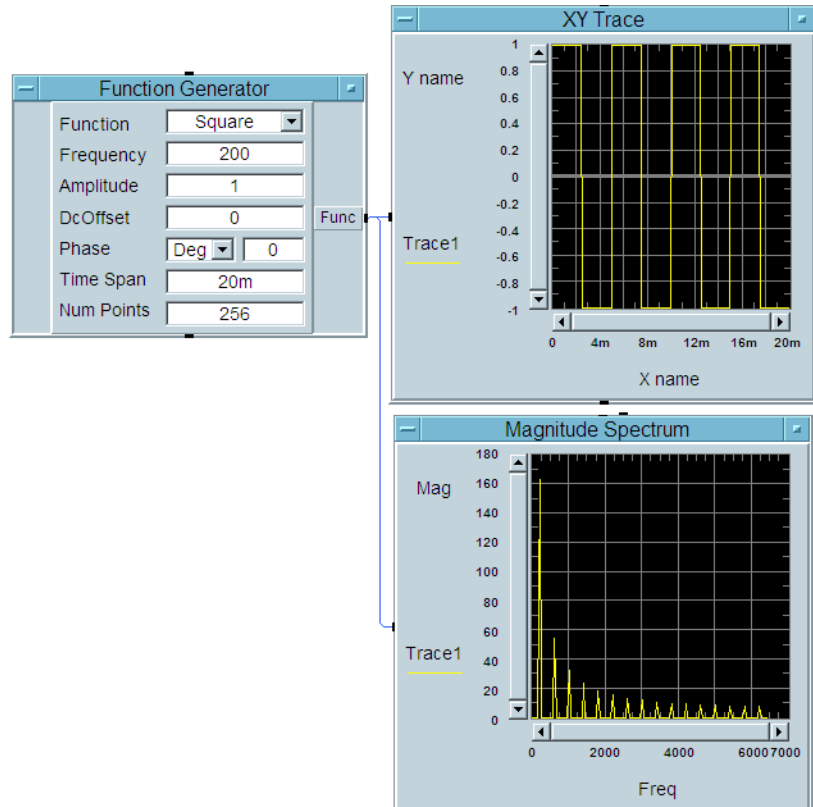 XY Trace
Y name
1
0.8
0.6
0.4
0.2
0
-0.2
-0.4
-0.6
-0.8
-1
Trace1
0 4m 8m 12m 16m 20m
X name
Function Generator
Function Square
Frequency 200
Amplitude 1
DcOffset 0
Phase Deg 0
Time Span 20m
Num Points 256
Func
Magnitude Spectrum
Mag
180
160
140
120
100
80
60
40
20
0
Trace1
0 2000 4000 6000 7000
Freq